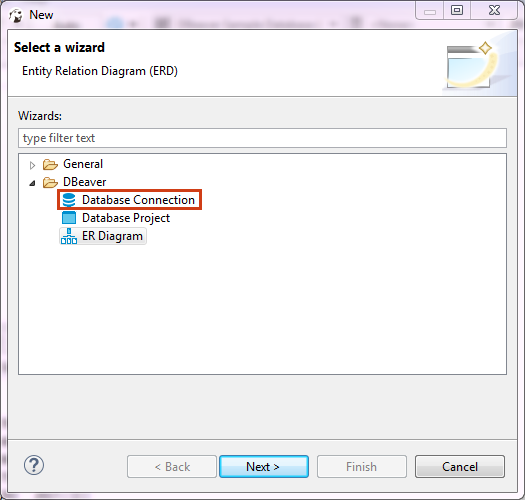 New
Select a wizard
Entity Relation Diagram (ERD)
Wizards:
type filter text
General
DBeaver
Database Connection
Database Project
ER Diagram
?
< Back
Next >
Finish
Cancel